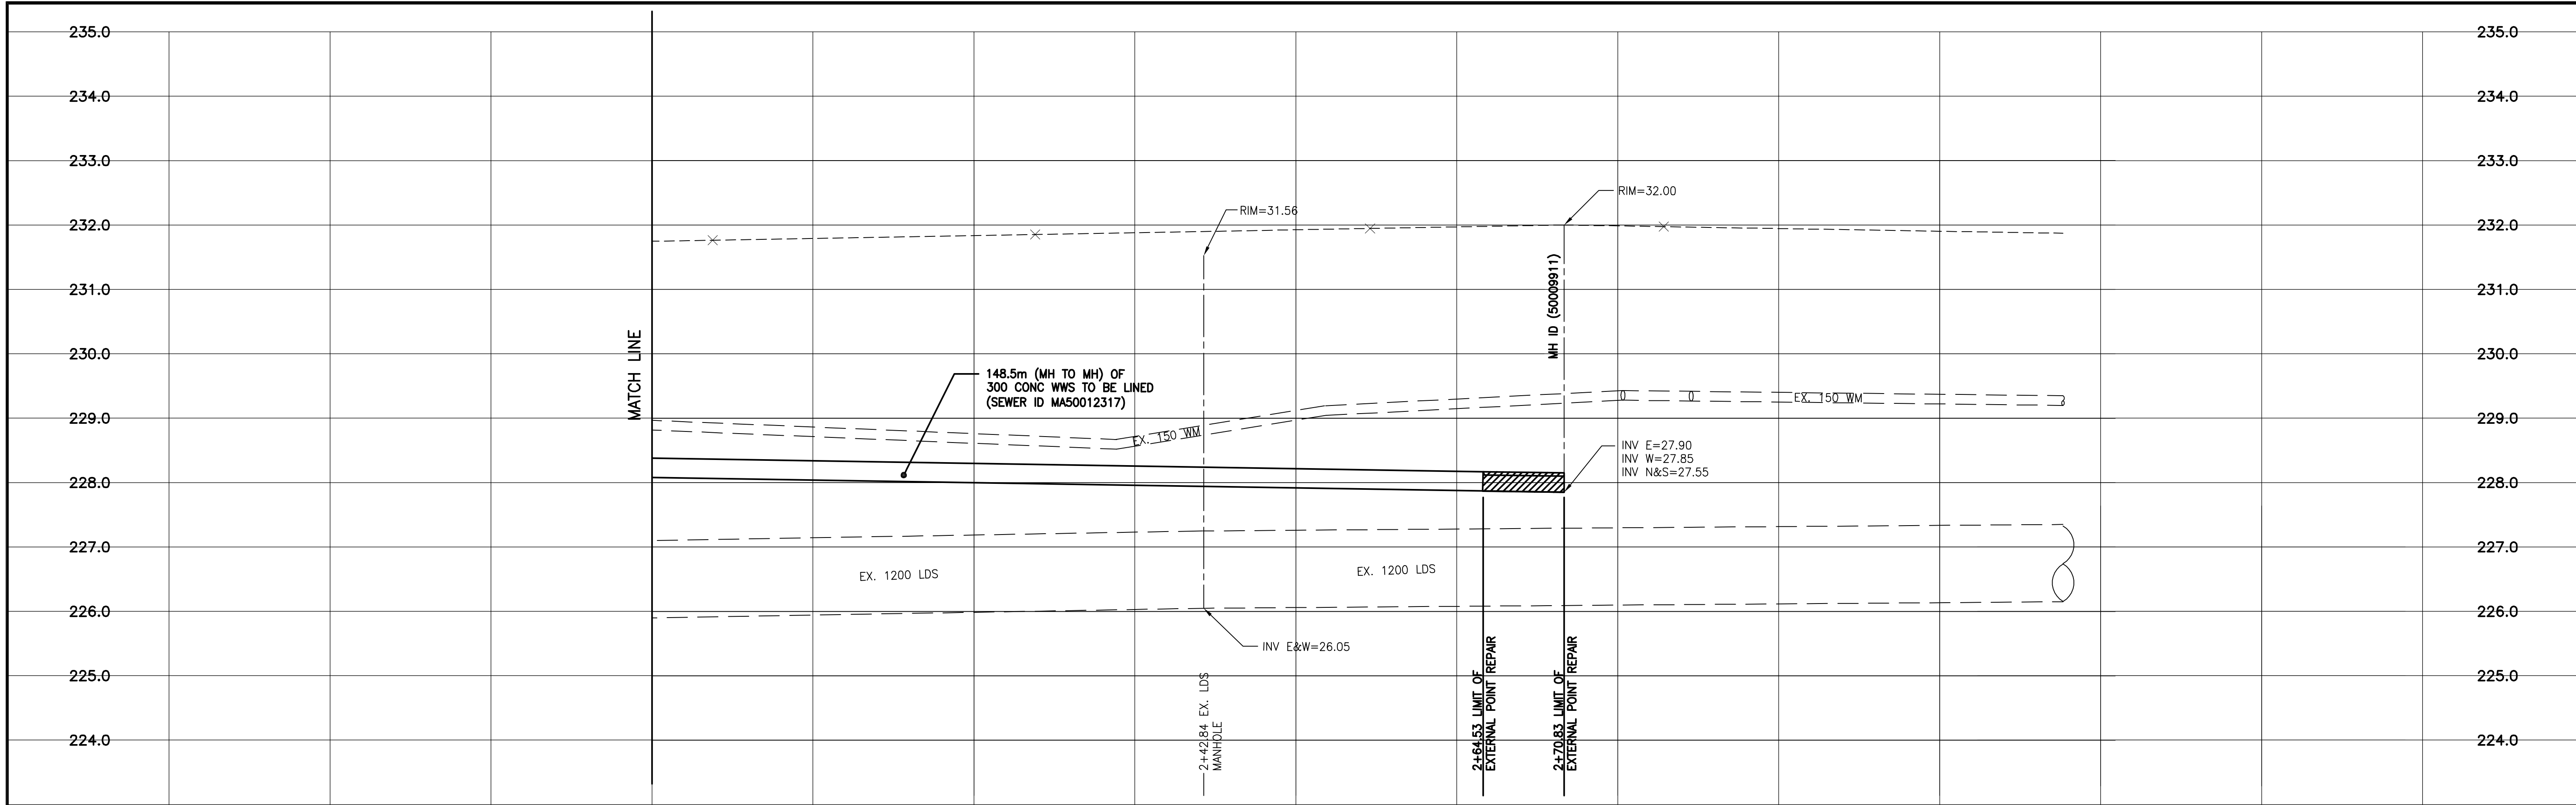 235.0
235.0
234.0
234.0
233.0
233.0
RIM=32.00
RIM=31.56
232.0
232.0
231.0
231.0
MH ID (50009911)
230.0
230.0
MATCH LINE
148.5m (MH TO MH) OF
300 CONC WWS TO BE LINED
(SEWER ID MA50012317)
EX. 150 WM
229.0
229.0
EX. 150 WM
INV E=27.90
INV W=27.85
INV N&S=27.55
228.0
228.0
227.0
227.0
EX. 1200 LDS
EX. 1200 LDS
226.0
226.0
INV E&W=26.05
225.0
225.0
2+42.84 EX. LDS
MANHOLE
2+64.53 LIMIT OF
EXTERNAL POINT REPAIR
2+70.83 LIMIT OF
EXTERNAL POINT REPAIR
224.0
224.0